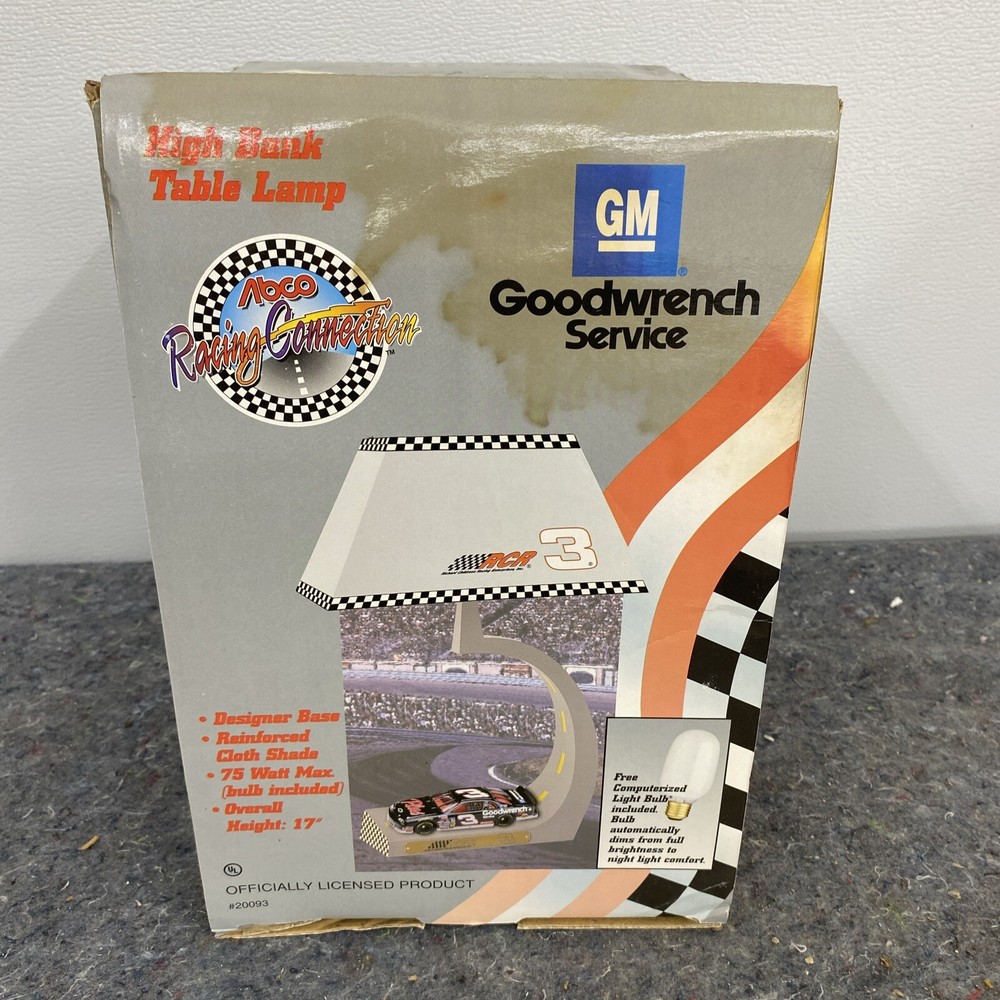 High Bank
Table Lamp
GM
®
Goodwrench
Service
Abco
Racing Connection
TM
RCR
3
• Designer Base
• Reinforced
Cloth Shade
• 75 Watt Max.
(bulb included)
• Overall
Height: 17"
3
Goodwrench
Free
Computerized
Light Bulb
included.
Bulb
automatically
dims from full
brightness to
night light comfort.
UL
OFFICIALLY LICENSED PRODUCT
#20093